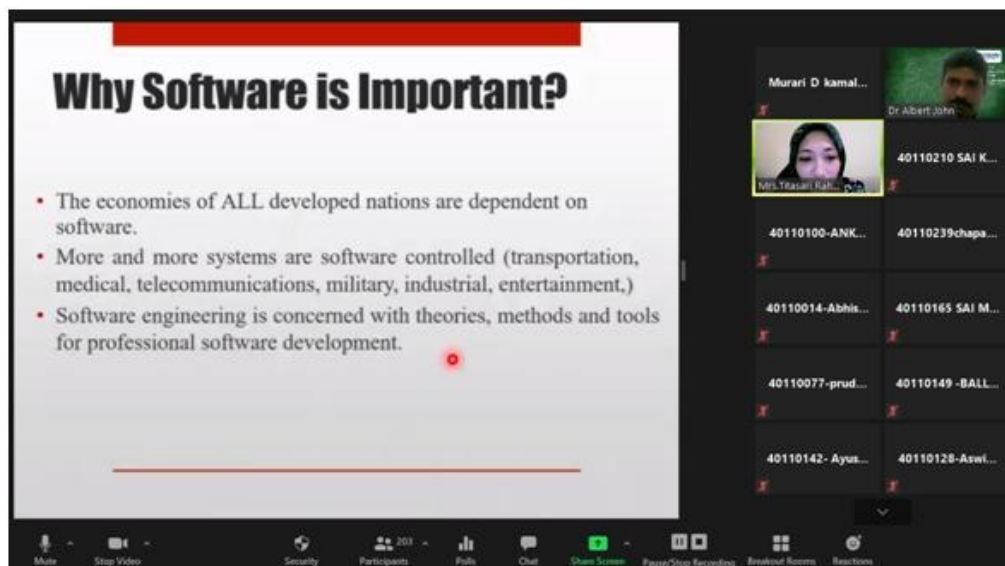 Why Software is Important?
• The economies of ALL developed nations are dependent on
software.
• More and more systems are software controlled (transportation,
medical, telecommunications, military, industrial, entertainment,)
• Software engineering is concerned with theories, methods and tools
for professional software development.
Murari D kamal...
Dr Albert John
Mrs.Titasari Rah...
40110210 SAI K...
40110100-ANK...
40110239chapa...
40110014-Abhis...
40110165 SAI M...
40110077-prud...
40110149 -BALL...
40110142- Ayus...
40110128-Aswi...
Mute
Stop Video
Security
203
Participants
Polls
Chat
Share Screen
Pause/Stop Recording
Breakout Rooms
Reactions